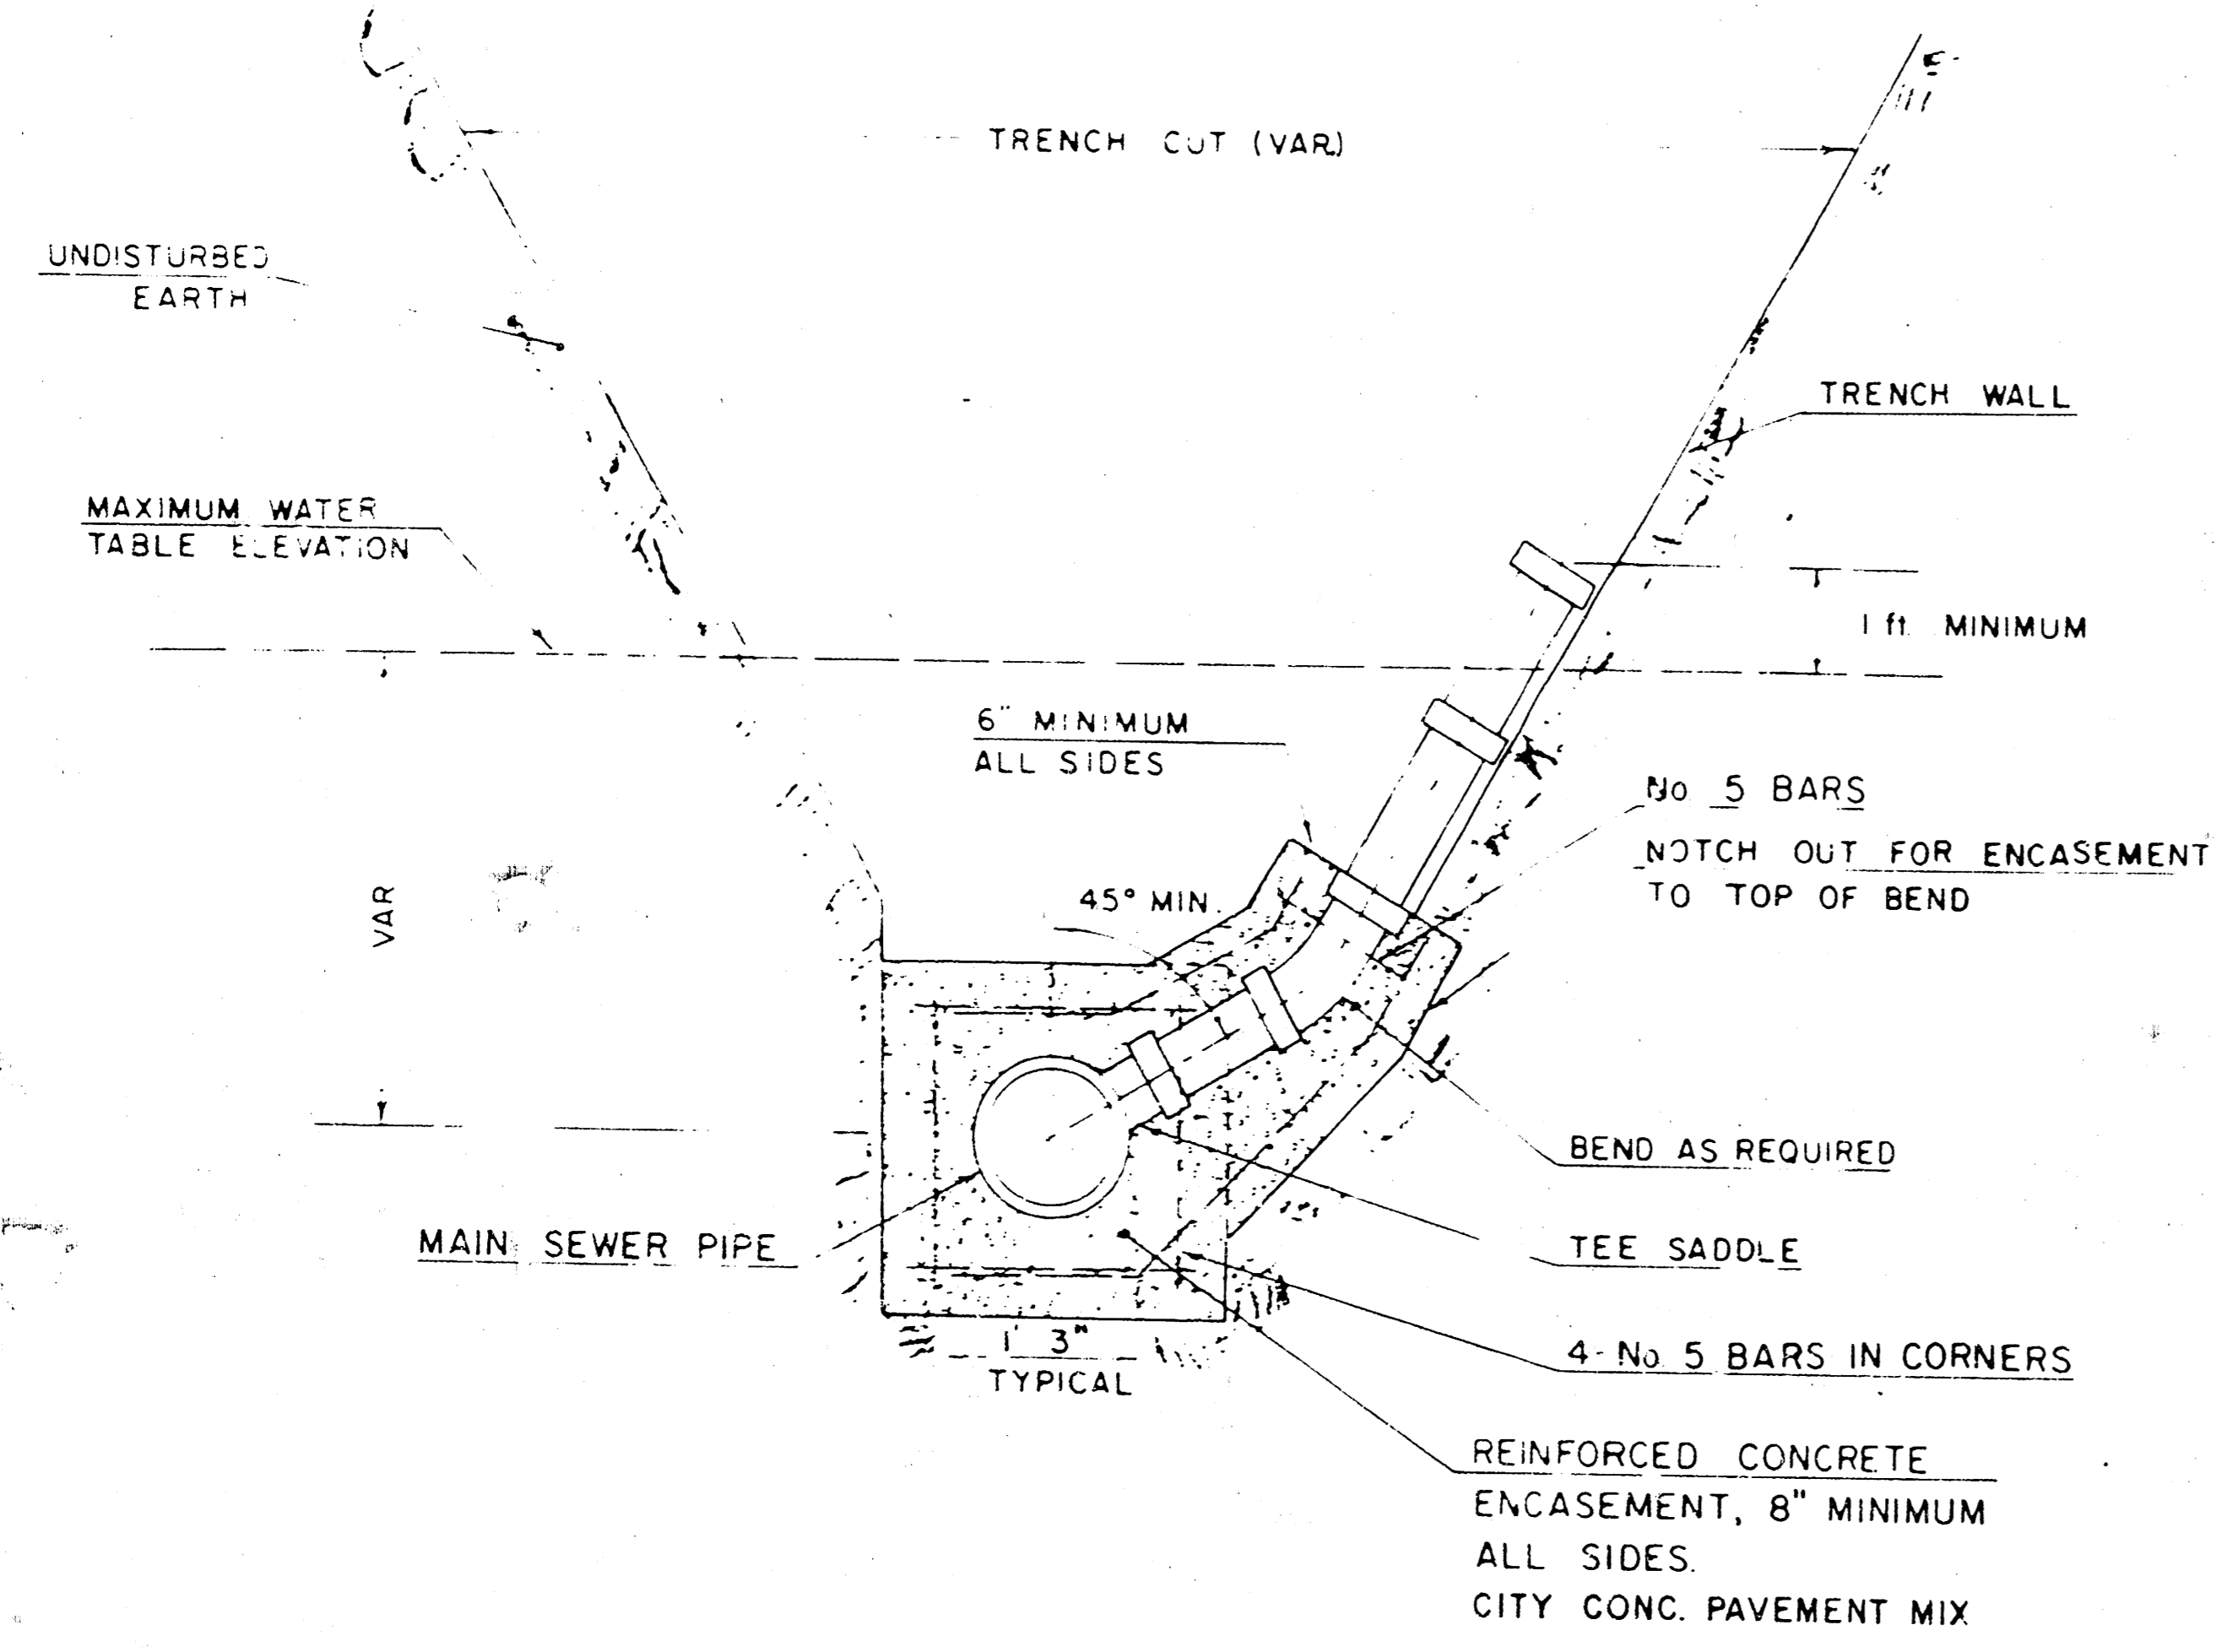 TRENCH CUT (VAR.)
UNDISTURBED
EARTH
TRENCH WALL
MAXIMUM WATER
TABLE ELEVATION
1 ft. MINIMUM
6" MINIMUM
ALL SIDES
No 5 BARS
NOTCH OUT FOR ENCASEMENT
TO TOP OF BEND
45° MIN.
VAR
BEND AS REQUIRED
MAIN SEWER PIPE
TEE SADDLE
1' 3"
TYPICAL
4-No 5 BARS IN CORNERS
REINFORCED CONCRETE
ENCASEMENT, 8" MINIMUM
ALL SIDES.
CITY CONC. PAVEMENT MIX